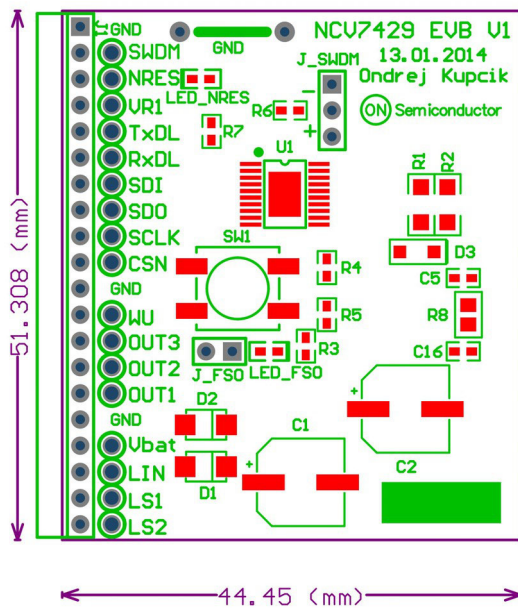 J1
GND
NCV7429 EVB V1
SWDM
GND
13.01.2014
J_SWDM
Ondrej Kupcik
NRES
LED_NRES
-
VR1
R6
ON Semiconductor
TxDL
R7
+
RxDL
U1
R1
R2
SDI
SDO
SCLK
SW1
D3
CSN
R4
C5
GND
WU
R5
R8
OUT3
R3
C16
OUT2
J_FSO
LED_FSO
OUT1
D2
+
GND
C1
Vbat
+
C2
LIN
D1
LS1
LS2
51.308 (mm)
44.45 (mm)